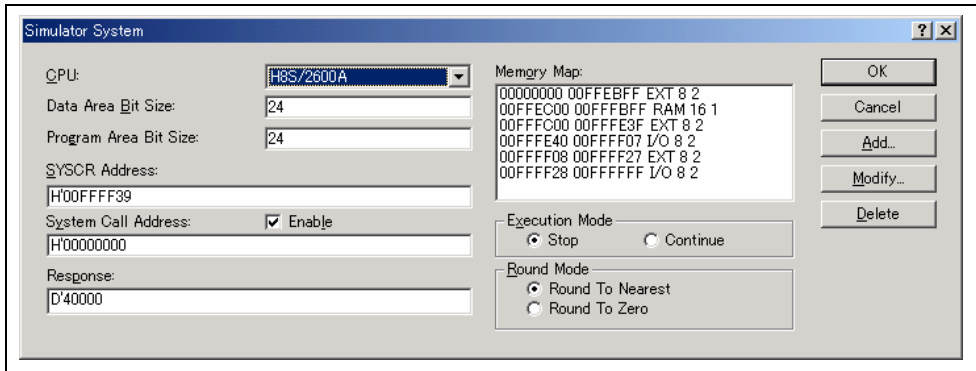 Simulator System
CPU:
H8S/2600A
Data Area Bit Size:
24
Program Area Bit Size:
24
SYSCR Address:
H'00FFFF39
System Call Address:
Enable
H'00000000
Response:
D'40000
Memory Map:
00000000 00FFEBFF EXT 8 2
00FFEC00 00FFFBFF RAM 16 1
00FFFC00 00FFFE3F EXT 8 2
00FFFE40 00FFFF07 I/O 8 2
00FFFF08 00FFFF27 EXT 8 2
00FFFF28 00FFFFFF I/O 8 2
Execution Mode
Stop
Continue
Round Mode
Round To Nearest
Round To Zero
OK
Cancel
Add...
Modify...
Delete